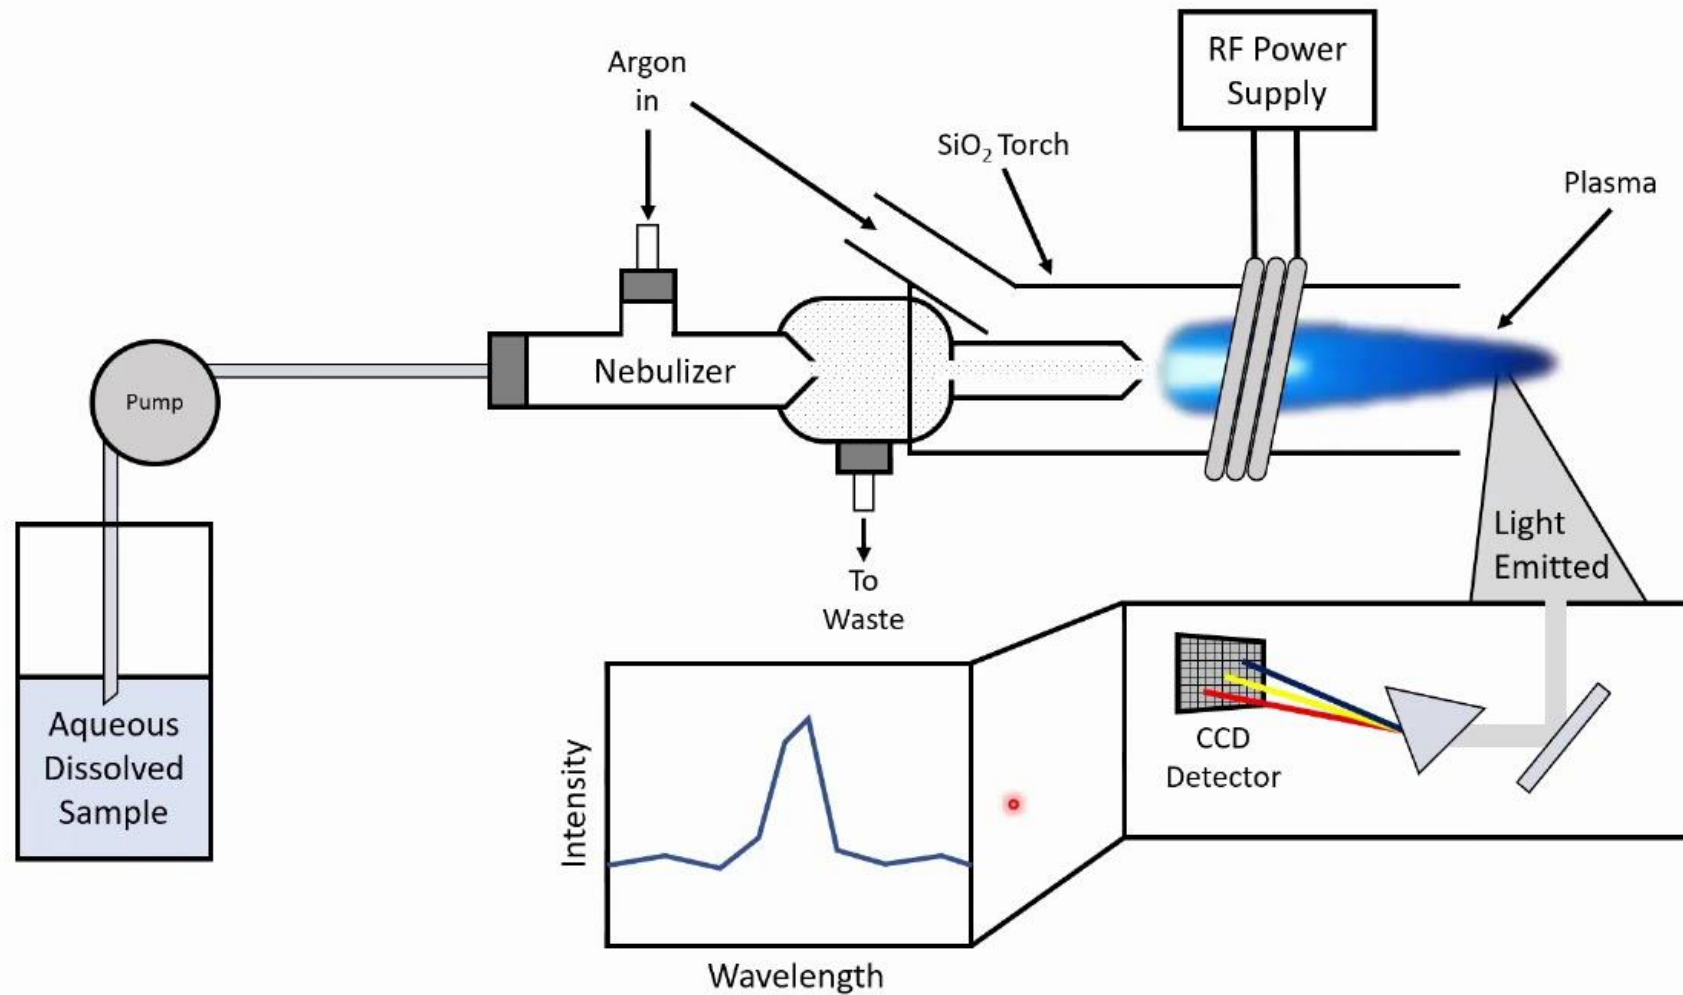 RF Power
Supply
Argon
in
SiO₂ Torch
Plasma
Nebulizer
Pump
Light
Emitted
To
Waste
Aqueous
Dissolved
Sample
CCD
Detector
Intensity
Wavelength